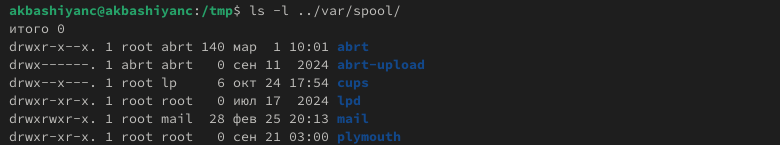 akbashiyanc@akbashiyanc:/tmp$ ls -l ../var/spool/
итого 0
drwxr-x--x. 1 root abrt 140 мар  1 10:01 abrt
drwx------. 1 abrt abrt   0 сен 11  2024 abrt-upload
drwx--x---. 1 root lp     6 окт 24 17:54 cups
drwxr-xr-x. 1 root root   0 июл 17  2024 lpd
drwxrwxr-x. 1 root mail  28 фев 25 20:13 mail
drwxr-xr-x. 1 root root   0 сен 21 03:00 plymouth